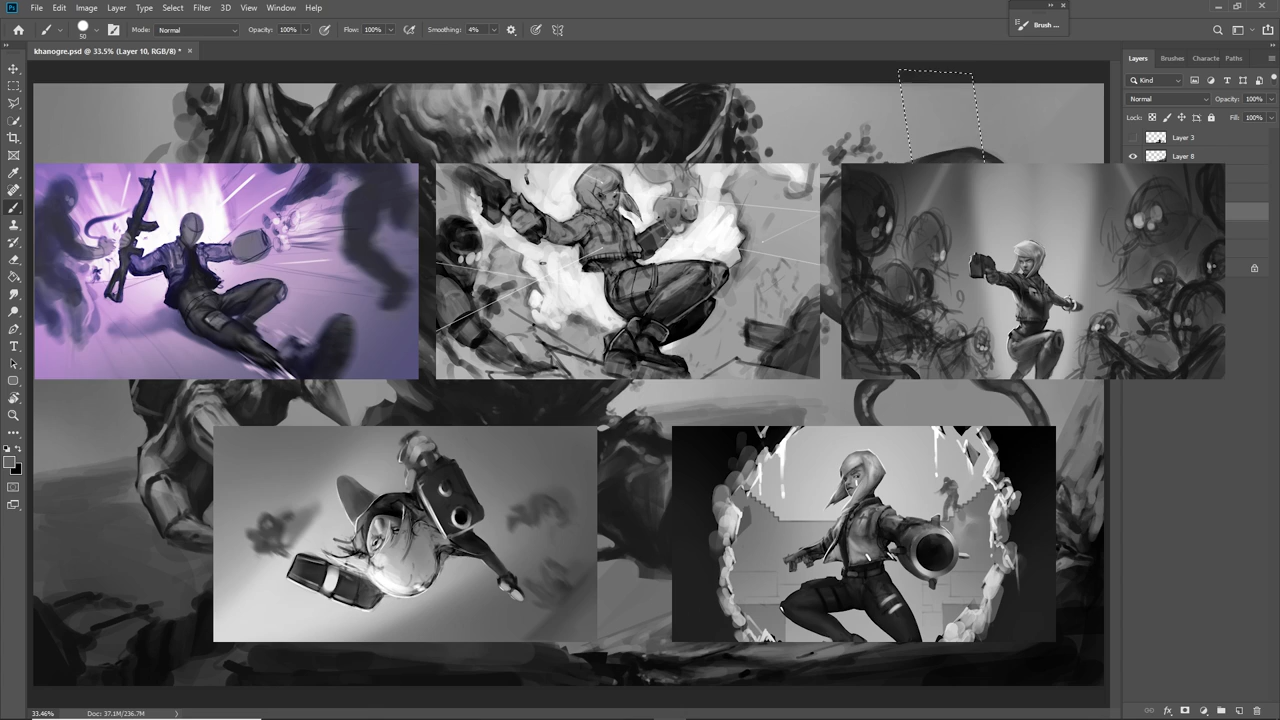 Ps File Edit Image Layer Type Select Filter 3D View Window Help
Brush ...
50 Mode: Normal Opacity: 100% Flow: 100% Smoothing: 4%
khanogre.psd @ 33.5% (Layer 10, RGB/8) * ×
Layers Brushes Characte Paths
Kind
Normal Opacity: 100%
Lock: Fill: 100%
Layer 3
Layer 8
33.46% Doc: 37.1M/236.7M